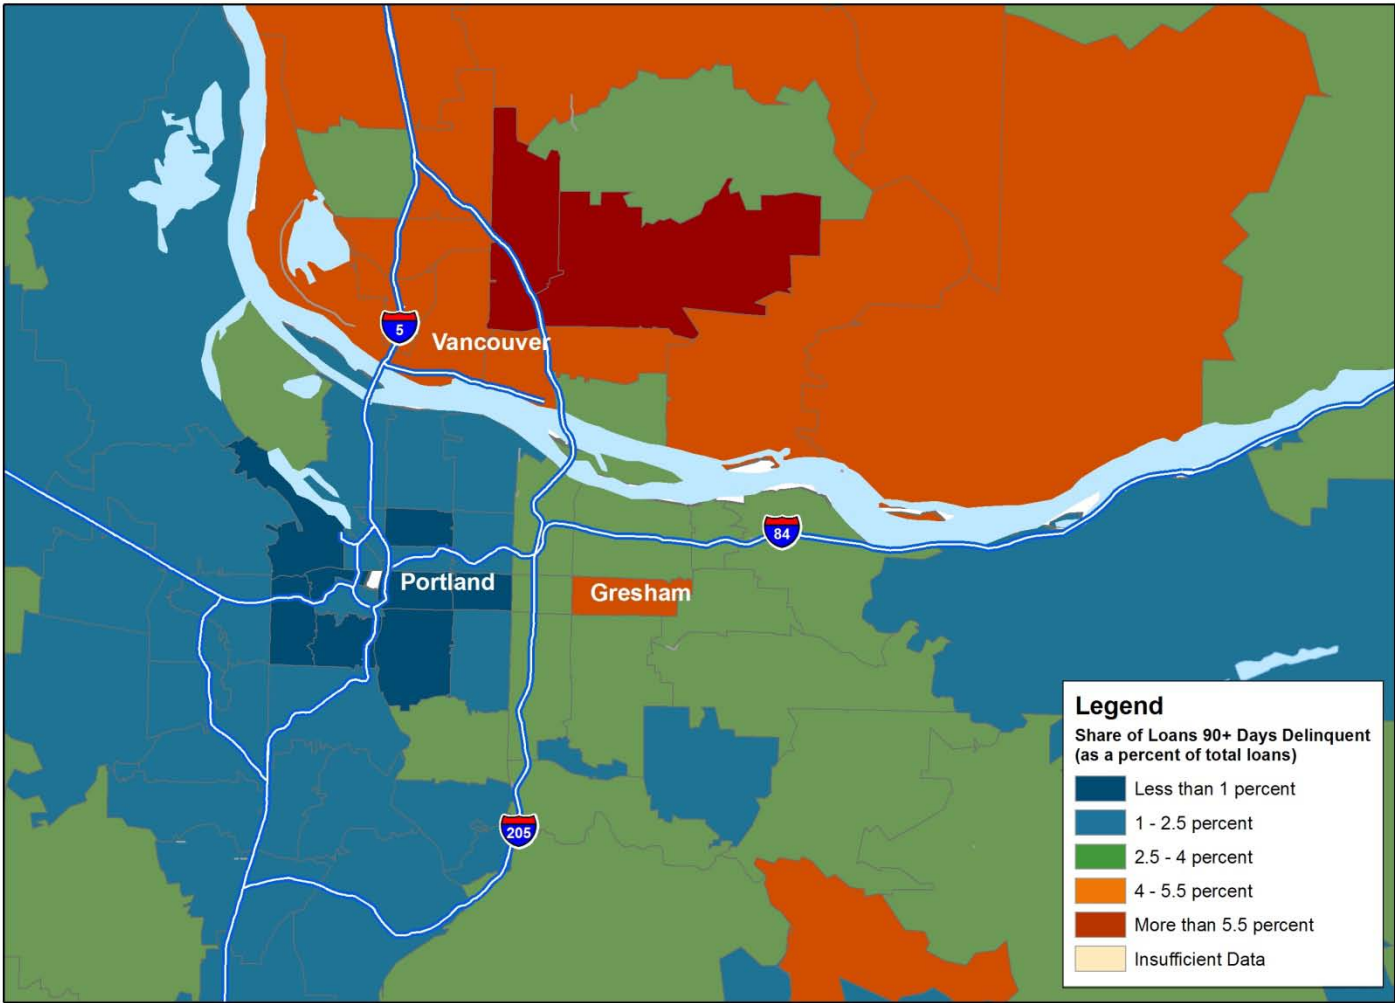 5
Vancouver
84
Portland
Gresham
205
Legend
Share of Loans 90+ Days Delinquent
(as a percent of total loans)
Less than 1 percent
1 - 2.5 percent
2.5 - 4 percent
4 - 5.5 percent
More than 5.5 percent
Insufficient Data